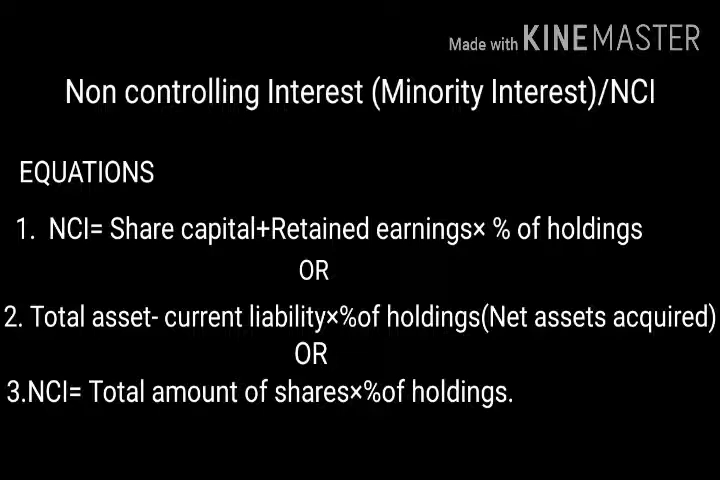 Made with KINEMASTER
Non controlling Interest (Minority Interest)/NCI
EQUATIONS
1. NCI= Share capital+Retained earnings× % of holdings
OR
2. Total asset- current liability×%of holdings(Net assets acquired)
OR
3.NCI= Total amount of shares×%of holdings.